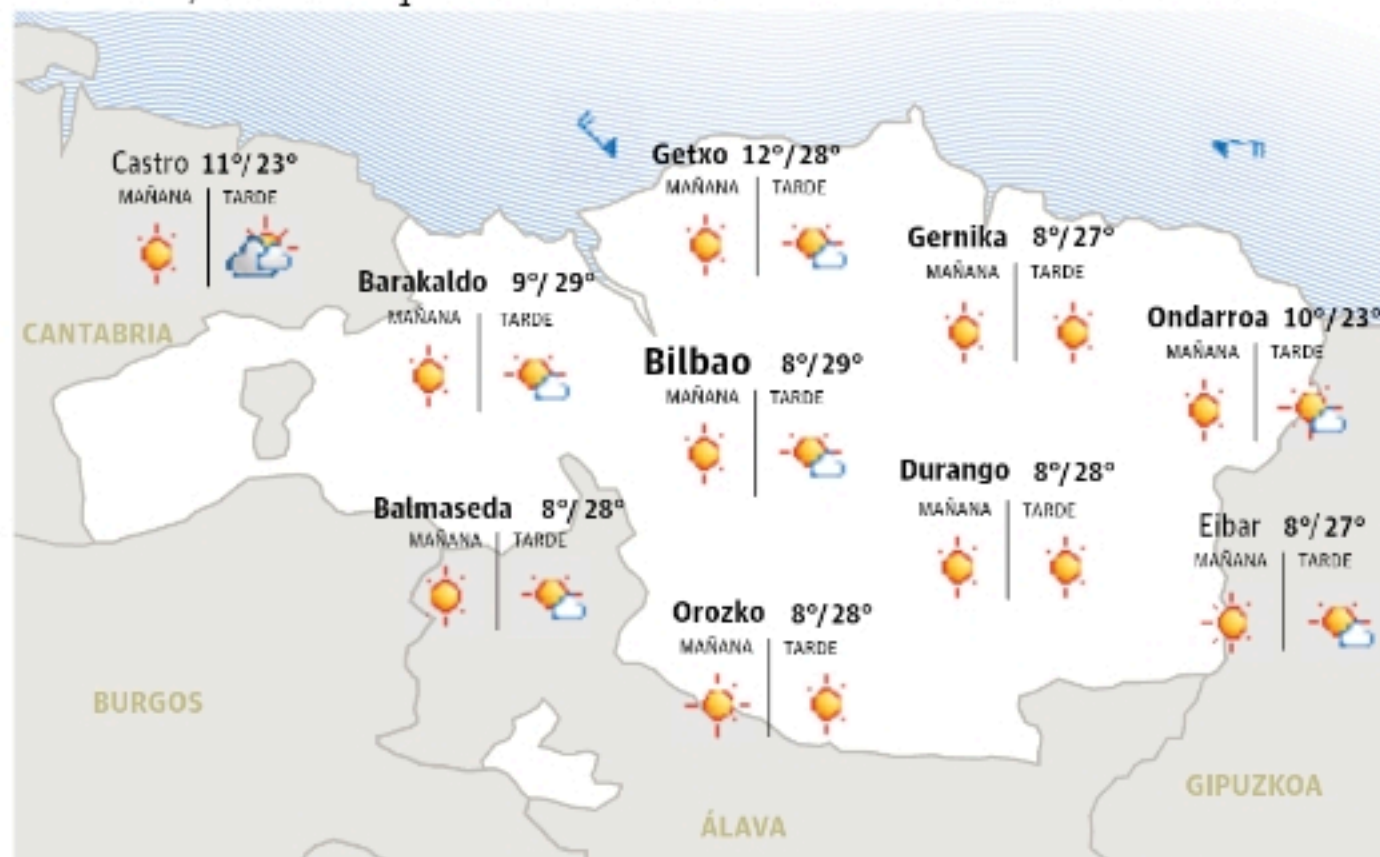 Castro 11°/23°
MAÑANA TARDE
Getxo 12°/28°
MAÑANA TARDE
Gernika 8°/27°
MAÑANA TARDE
Barakaldo 9°/29°
MAÑANA TARDE
CANTABRIA
Ondarroa 10°/23°
MAÑANA TARDE
Bilbao 8°/29°
MAÑANA TARDE
Durango 8°/28°
MAÑANA TARDE
Balmaseda 8°/28°
MAÑANA TARDE
Eibar 8°/27°
MAÑANA TARDE
Orozko 8°/28°
MAÑANA TARDE
BURGOS
GIPUZKOA
ÁLAVA